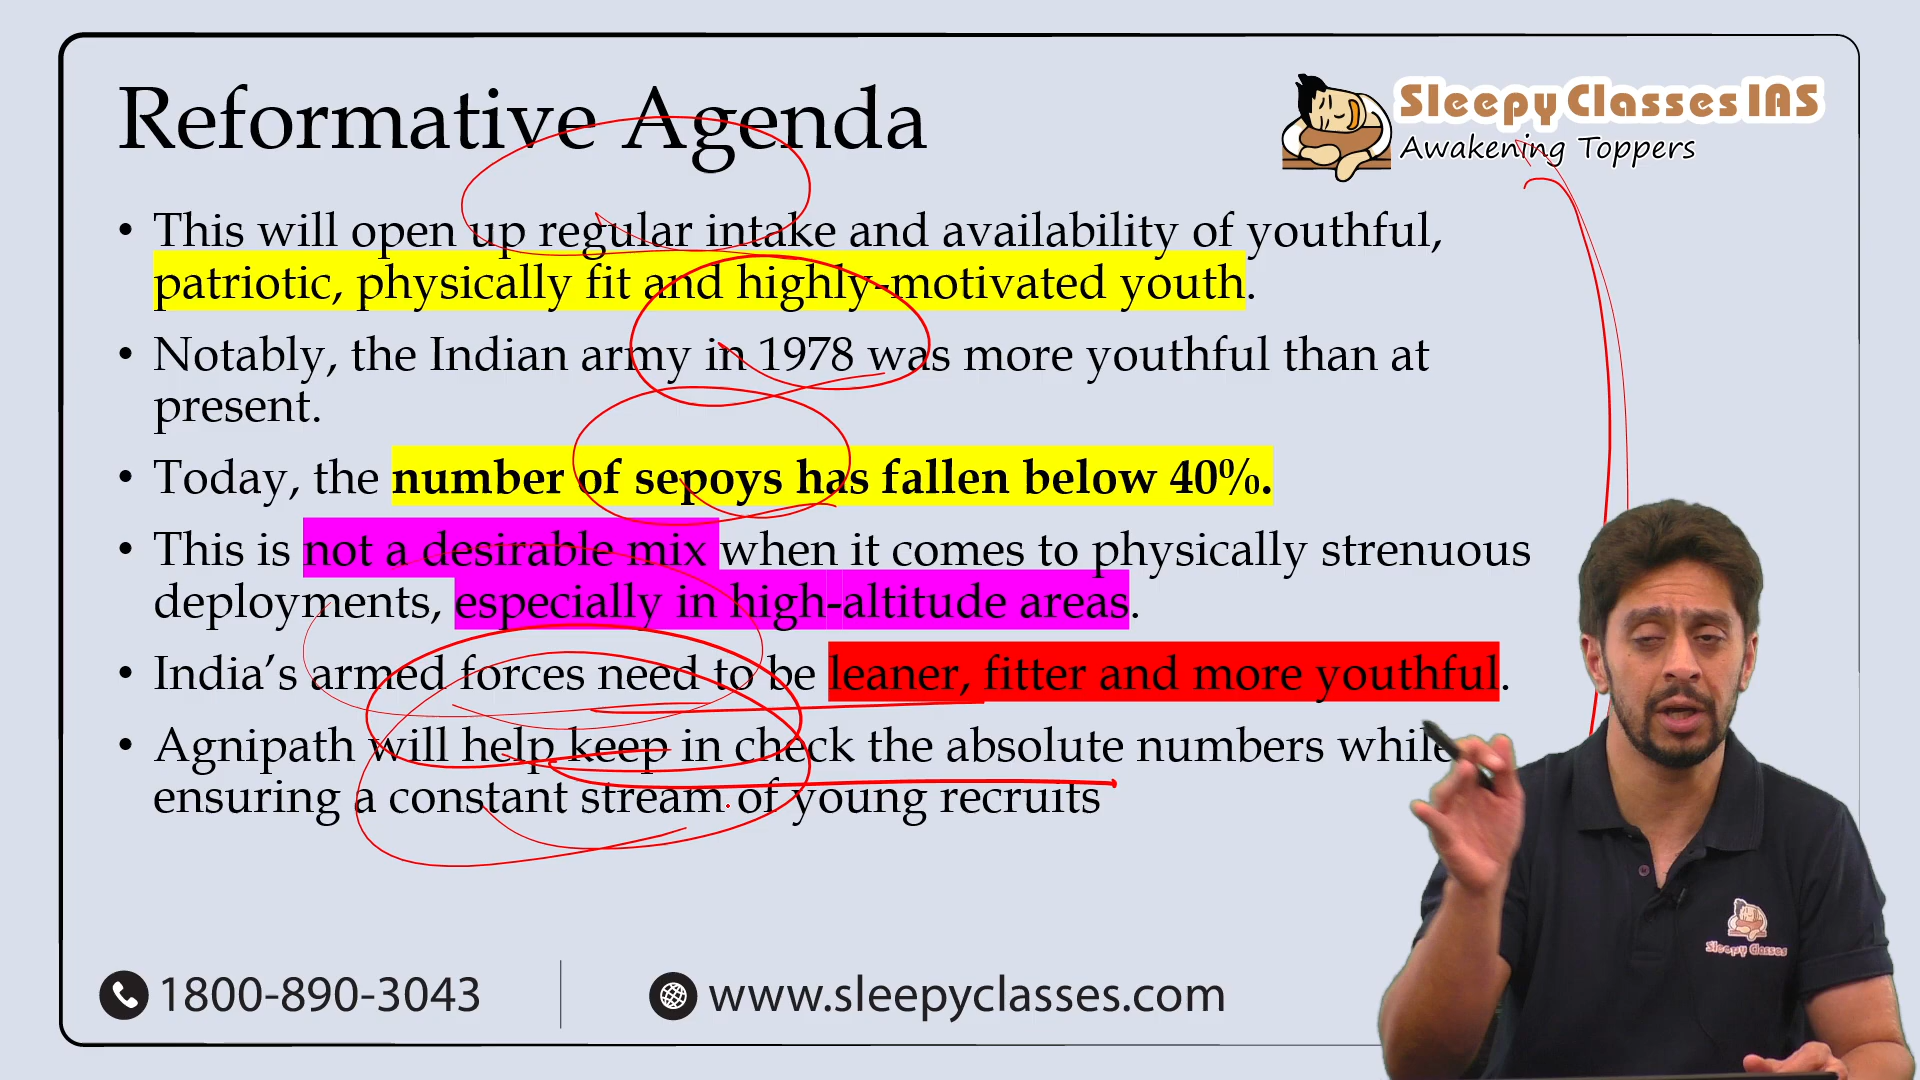 Reformative Agenda
Sleepy Classes IAS
Awakening Toppers
• This will open up regular intake and availability of youthful,
patriotic, physically fit and highly-motivated youth.
• Notably, the Indian army in 1978 was more youthful than at
present.
• Today, the number of sepoys has fallen below 40%.
• This is not a desirable mix when it comes to physically strenuous
deployments, especially in high-altitude areas.
• India's armed forces need to be leaner, fitter and more youthful.
• Agnipath will help keep in check the absolute numbers while
ensuring a constant stream of young recruits
Sleepy Classes
1800-890-3043
www.sleepyclasses.com